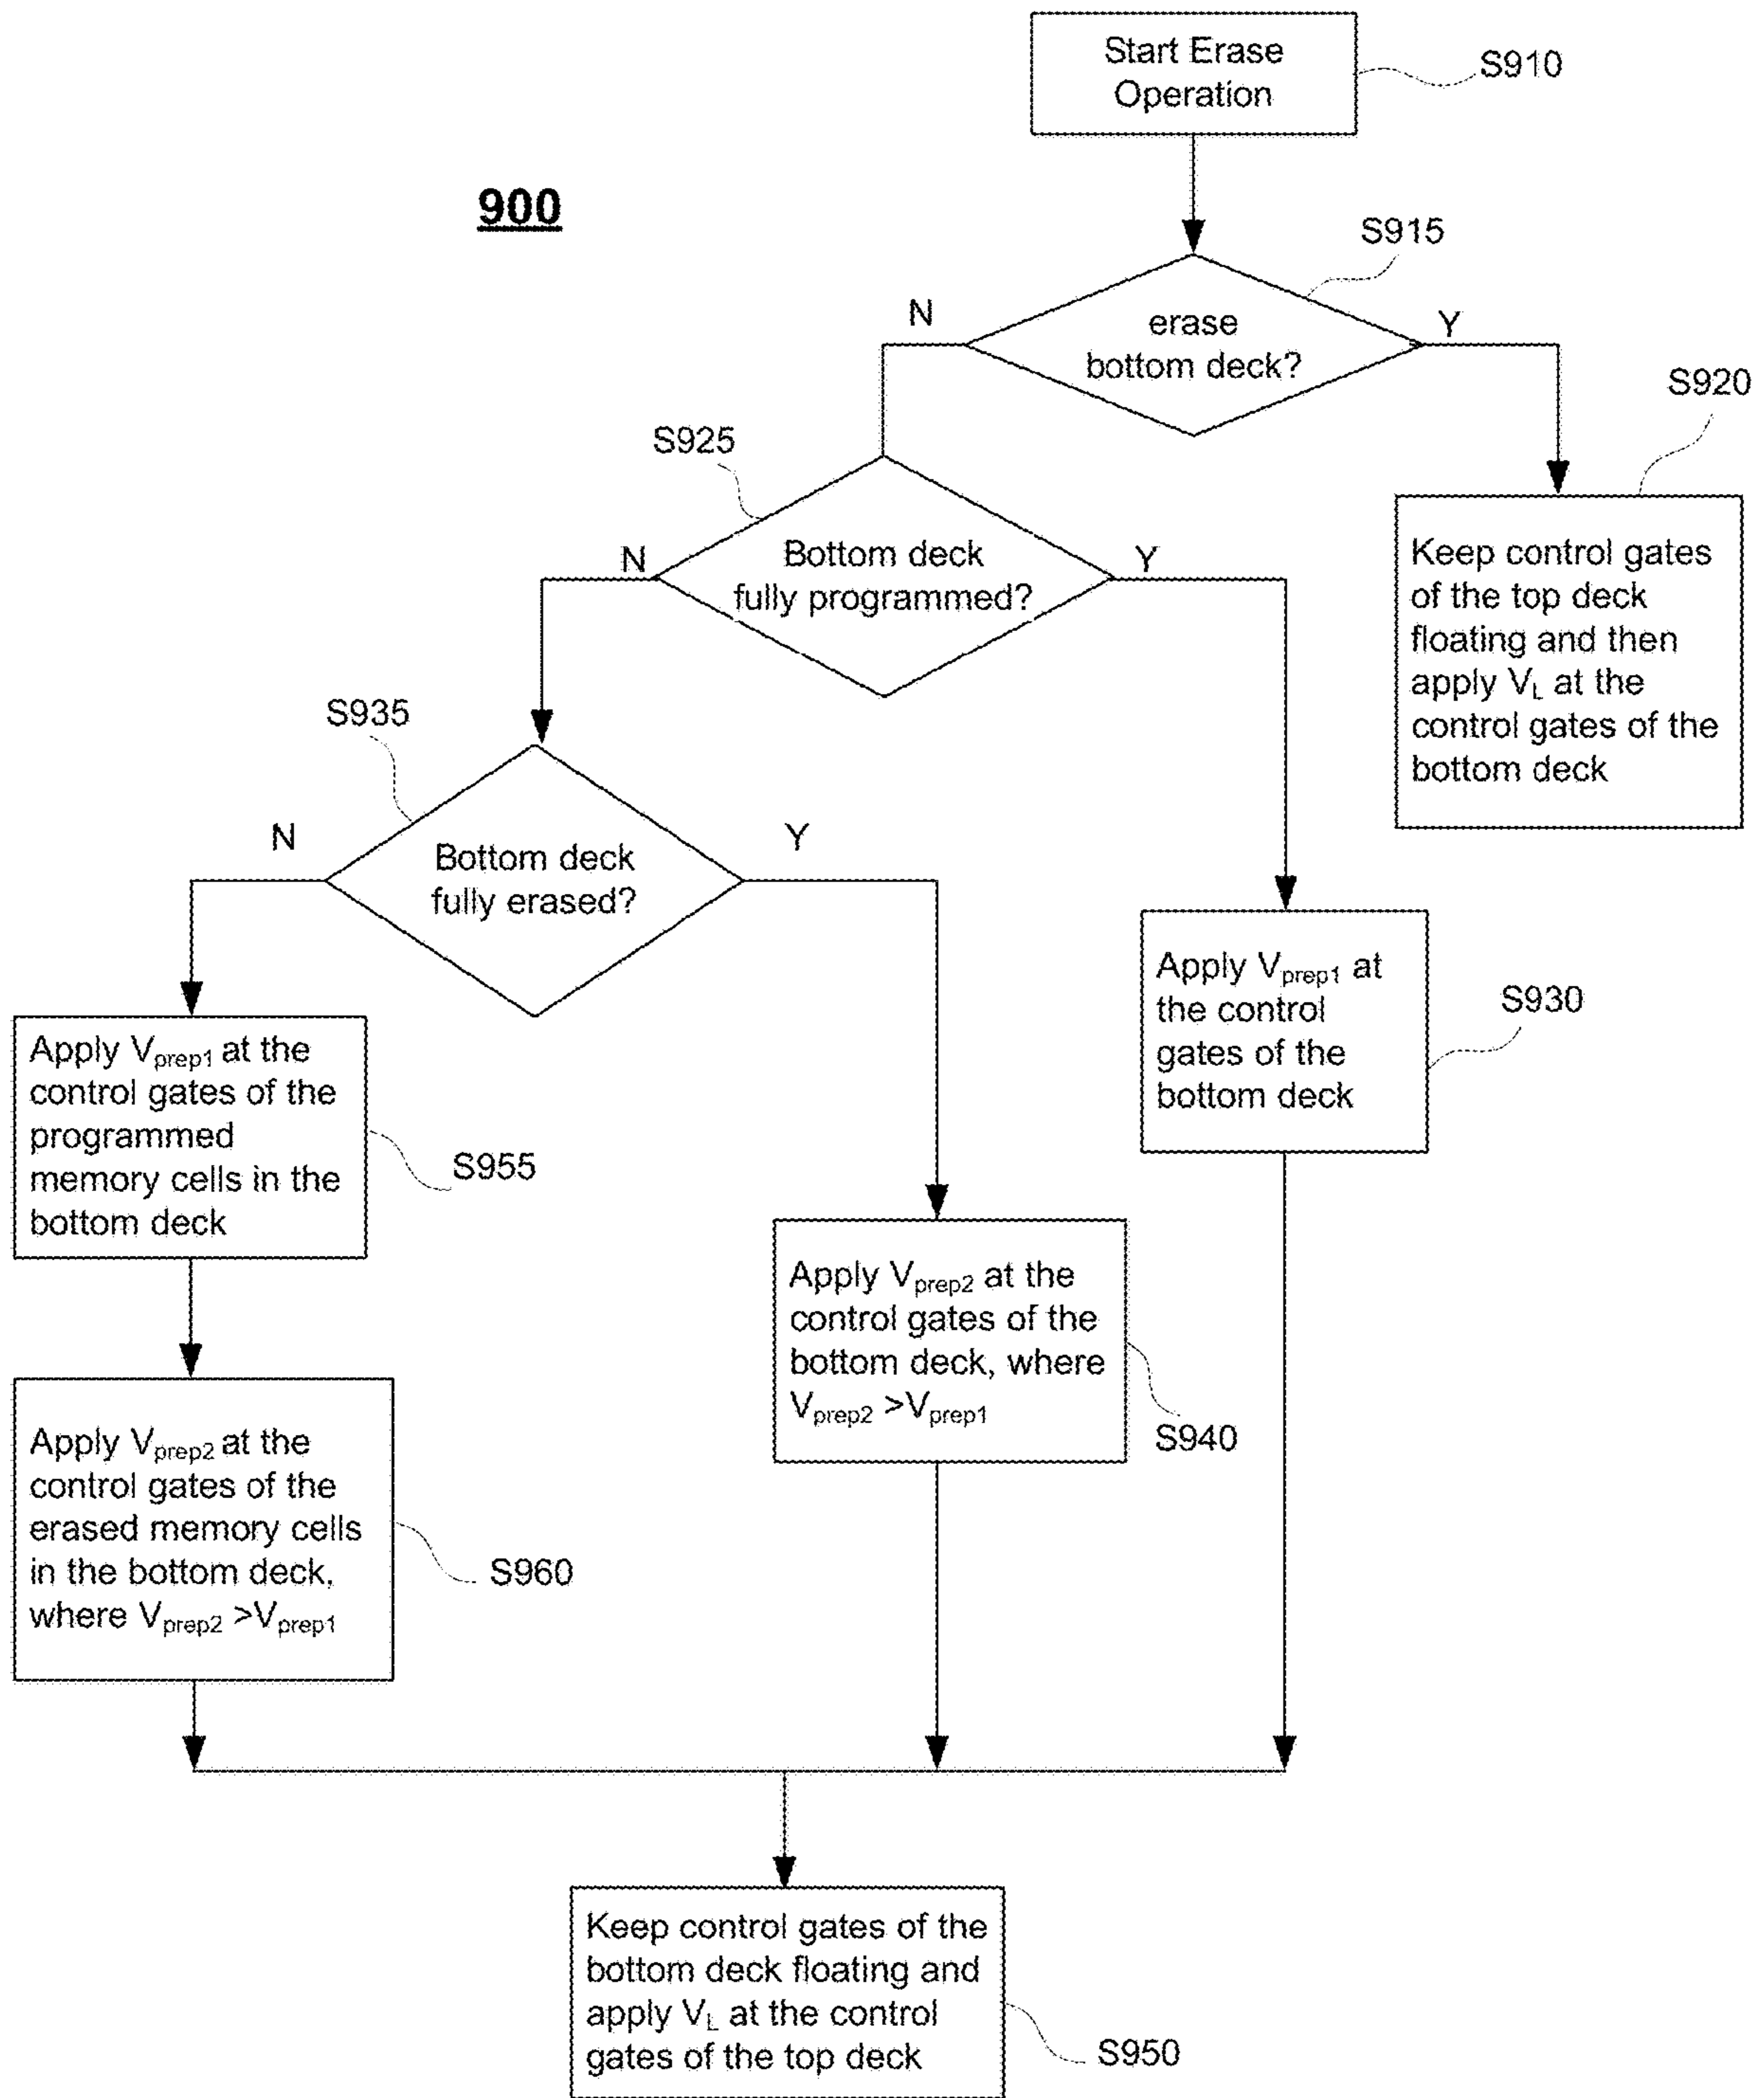 Start Erase
Operation
S910
900
S915
N
erase
bottom deck?
Y
S920
S925
Keep control gates
of the top deck
floating and then
apply VL at the
control gates of the
bottom deck
N
Bottom deck
fully programmed?
Y
S935
N
Bottom deck
fully erased?
Y
Apply Vprep1 at
the control
gates of the
bottom deck
S930
Apply Vprep1 at the
control gates of the
programmed
memory cells in the
bottom deck
S955
Apply Vprep2 at the
control gates of the
bottom deck, where
Vprep2 >Vprep1
S940
Apply Vprep2 at the
control gates of the
erased memory cells
in the bottom deck,
where Vprep2 >Vprep1
S960
Keep control gates of the
bottom deck floating and
apply VL at the control
gates of the top deck
S950